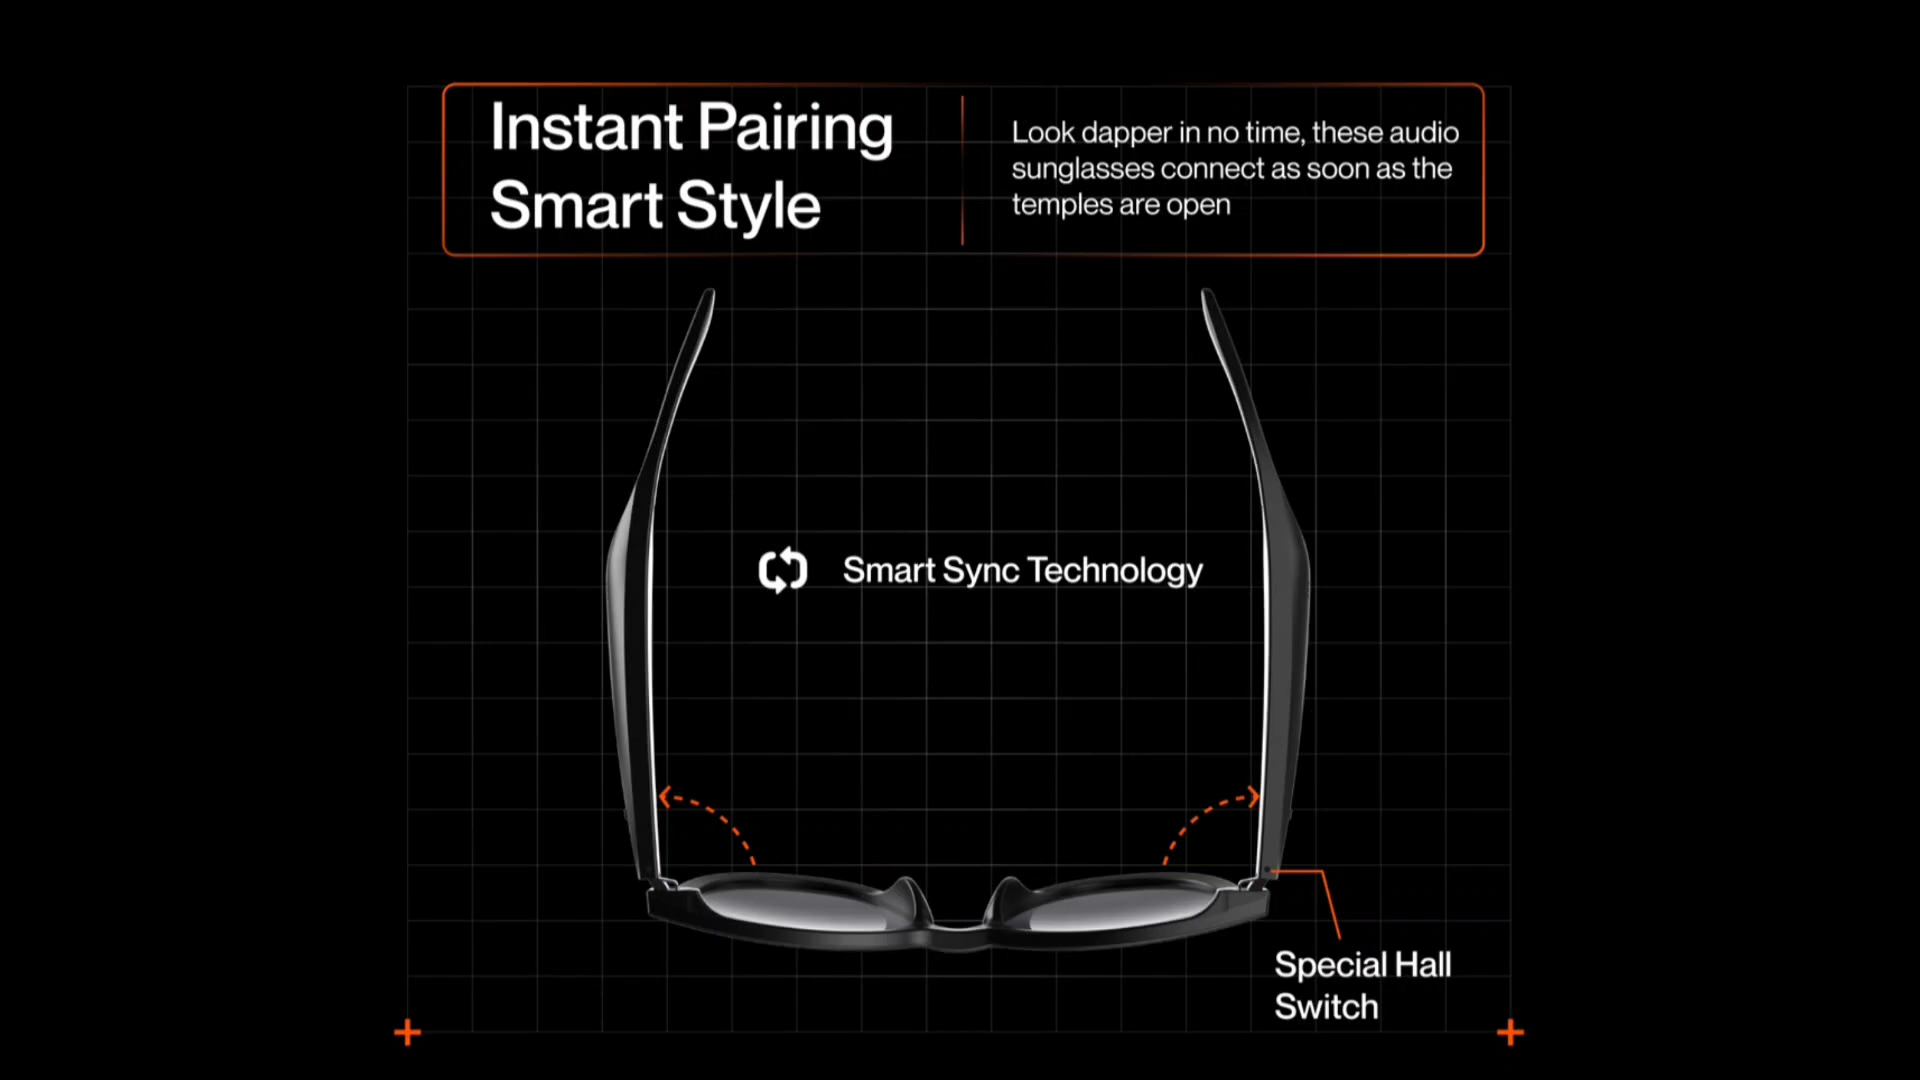 Instant Pairing
Smart Style
Look dapper in no time, these audio
sunglasses connect as soon as the
temples are open
Smart Sync Technology
Special Hall
Switch